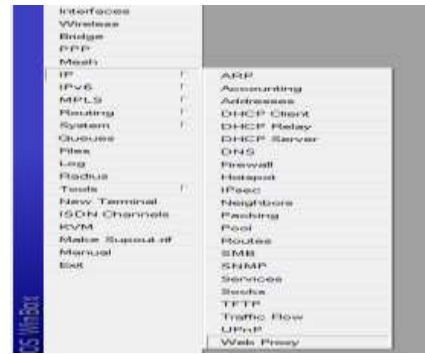 Interfaces
Wireless
Bridge
PPP
Mesh
IP
IPv6
MPLS
Routing
System
Queues
Files
Log
Radius
Tools
New Terminal
ISDN Channels
KVM
Make Supout.rif
Manual
Exit
ARP
Accounting
Addresses
DHCP Client
DHCP Relay
DHCP Server
DNS
Firewall
Hotspot
IPsec
Neighbors
Packing
Pool
Routes
SMB
SNMP
Services
Socks
TFTP
Traffic Flow
UPnP
Web Proxy
OS WinBox